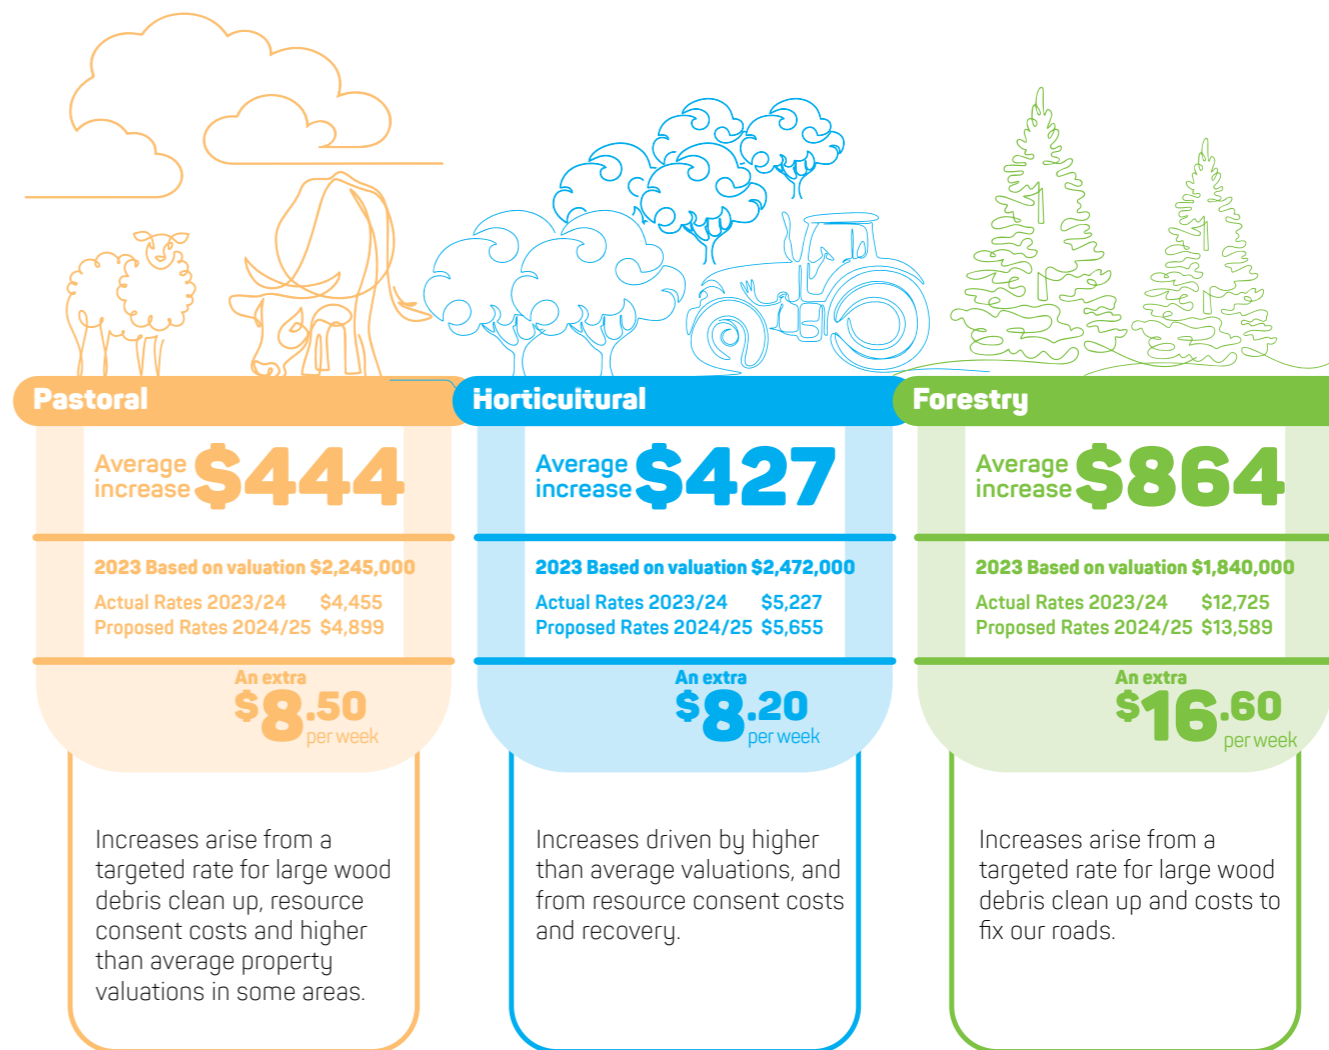 Pastoral
Average
increase $444
2023 Based on valuation $2,245,000
Actual Rates 2023/24 $4,455
Proposed Rates 2024/25 $4,899
An extra
$8.50
per week
Increases arise from a
targeted rate for large wood
debris clean up, resource
consent costs and higher
than average property
valuations in some areas.
Horticultural
Average
increase $427
2023 Based on valuation $2,472,000
Actual Rates 2023/24 $5,227
Proposed Rates 2024/25 $5,655
An extra
$8.20
per week
Increases driven by higher
than average valuations, and
from resource consent costs
and recovery.
Forestry
Average
increase $864
2023 Based on valuation $1,840,000
Actual Rates 2023/24 $12,725
Proposed Rates 2024/25 $13,589
An extra
$16.60
per week
Increases arise from a
targeted rate for large wood
debris clean up and costs to
fix our roads.